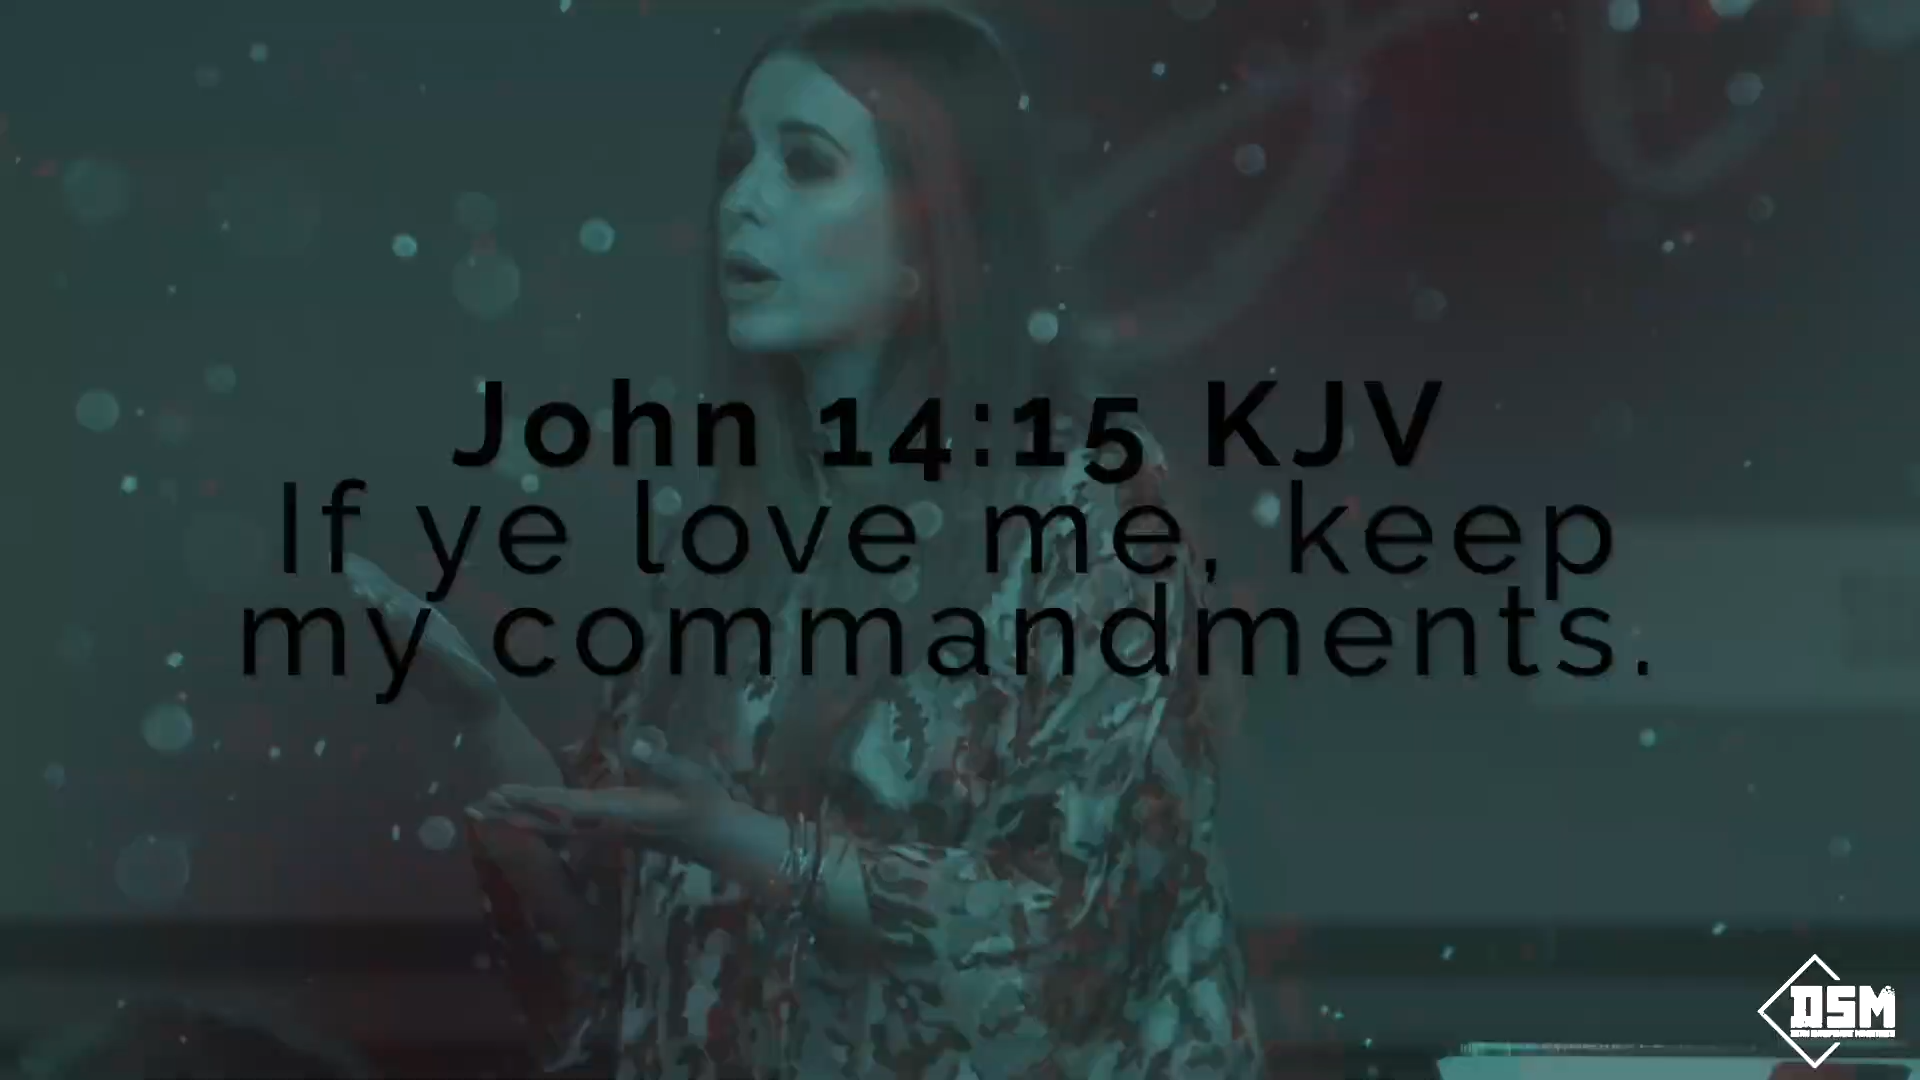 John 14:15 KJV
If ye love me, keep
my commandments.
DSM